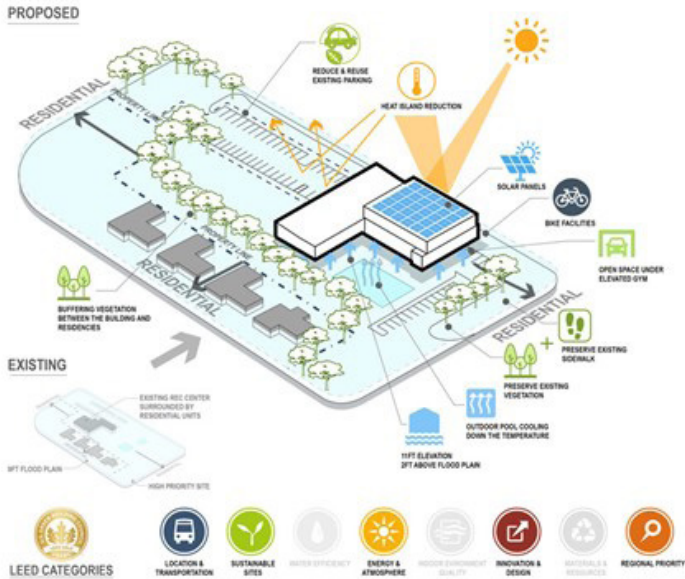 PROPOSED
REDUCE & REUSE
EXISTING PARKING
HEAT ISLAND REDUCTION
RESIDENTIAL
PROPERTY LINE
SOLAR PANELS
BIKE FACILITIES
OPEN SPACE UNDER
ELEVATED GYM
PROPERTY LINE
RESIDENTIAL
RESIDENTIAL
BUFFERING VEGETATION
BETWEEN THE BUILDING AND
RESIDENCIES
+
PRESERVE EXISTING
SIDEWALK
PRESERVE EXISTING
VEGETATION
OUTDOOR POOL COOLING
DOWN THE TEMPERATURE
11FT ELEVATION
2FT ABOVE FLOOD PLAIN
EXISTING
EXISTING REC CENTER
SURROUNDED BY
RESIDENTIAL UNITS
9FT FLOOD PLAIN
HIGH PRIORITY SITE
LEED CATEGORIES
LOCATION &
TRANSPORTATION
SUSTAINABLE
SITES
WATER EFFICIENCY
ENERGY &
ATMOSPHERE
INDOOR ENVIRONMENT
QUALITY
INNOVATION &
DESIGN
MATERIALS &
RESOURCES
REGIONAL PRIORITY